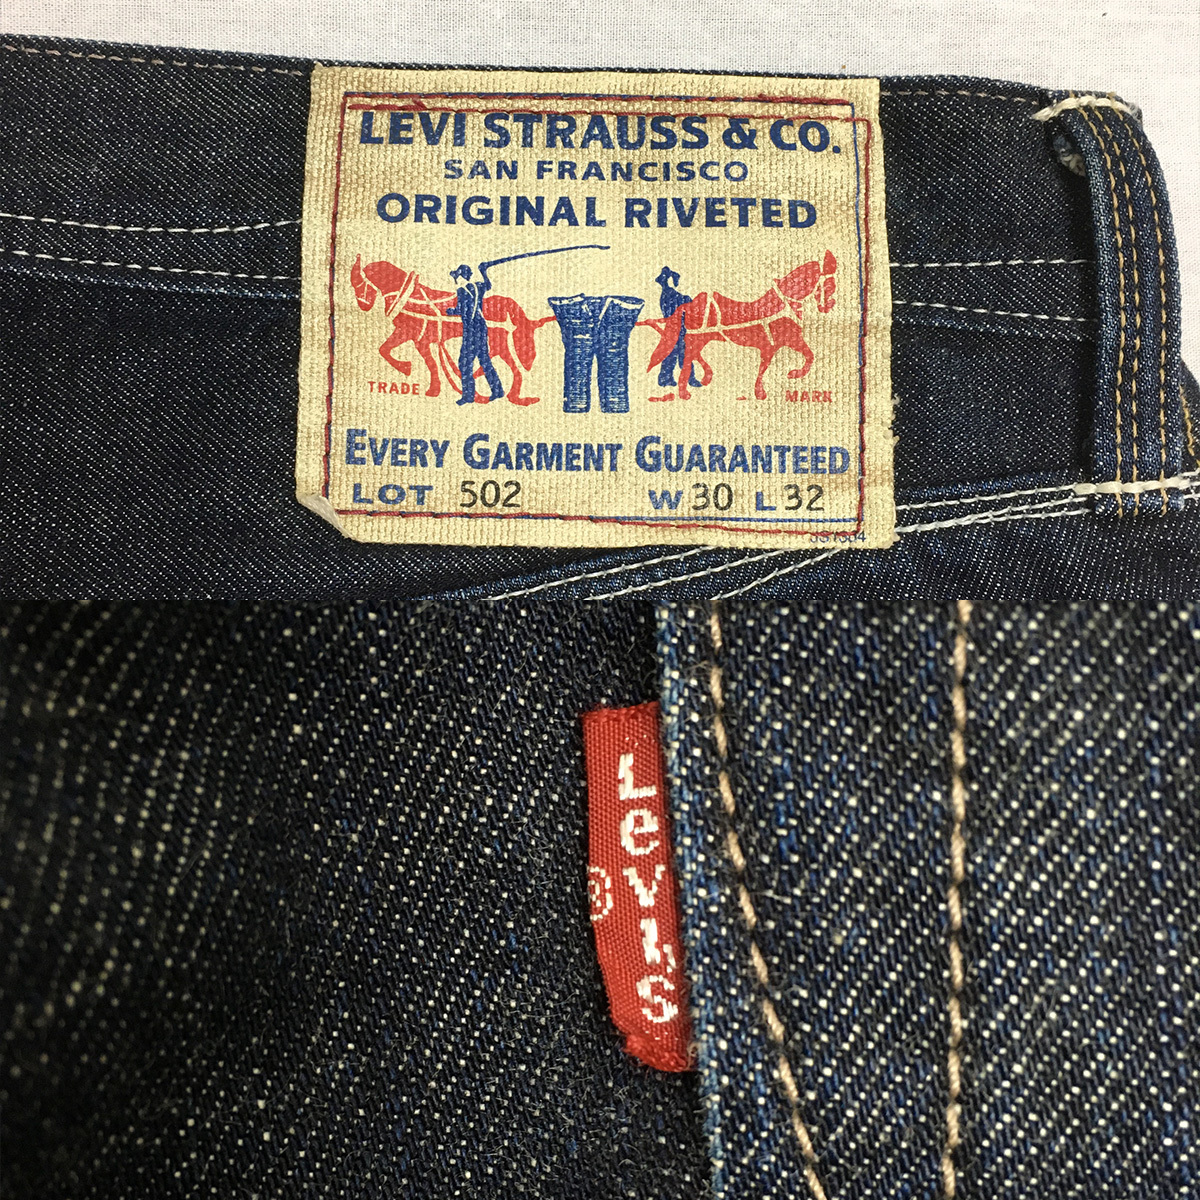 LEVI STRAUSS & CO.
SAN FRANCISCO
ORIGINAL RIVETED
TRADE MARK
EVERY GARMENT GUARANTEED
LOT 502 W 30 L 32
LEVI'S
®